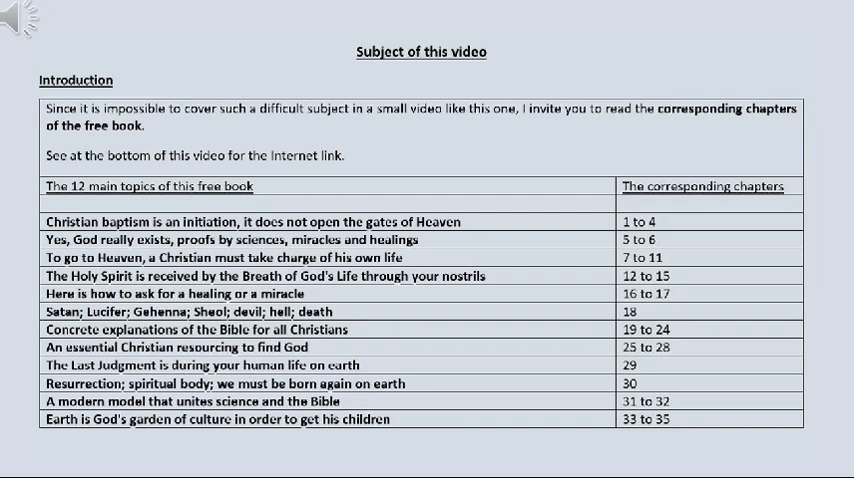 Subject of this video
Introduction
Since it is impossible to cover such a difficult subject in a small video like this one, I invite you to read the corresponding chapters
of the free book.
See at the bottom of this video for the Internet link.
The 12 main topics of this free book The corresponding chapters
Christian baptism is an initiation, it does not open the gates of Heaven 1 to 4
Yes, God really exists, proofs by sciences, miracles and healings 5 to 6
To go to Heaven, a Christian must take charge of his own life 7 to 11
The Holy Spirit is received by the Breath of God's Life through your nostrils 12 to 15
Here is how to ask for a healing or a miracle 16 to 17
Satan; Lucifer; Gehenna; Sheol; devil; hell; death 18
Concrete explanations of the Bible for all Christians 19 to 24
An essential Christian resourcing to find God 25 to 28
The Last Judgment is during your human life on earth 29
Resurrection; spiritual body; we must be born again on earth 30
A modern model that unites science and the Bible 31 to 32
Earth is God's garden of culture in order to get his children 33 to 35